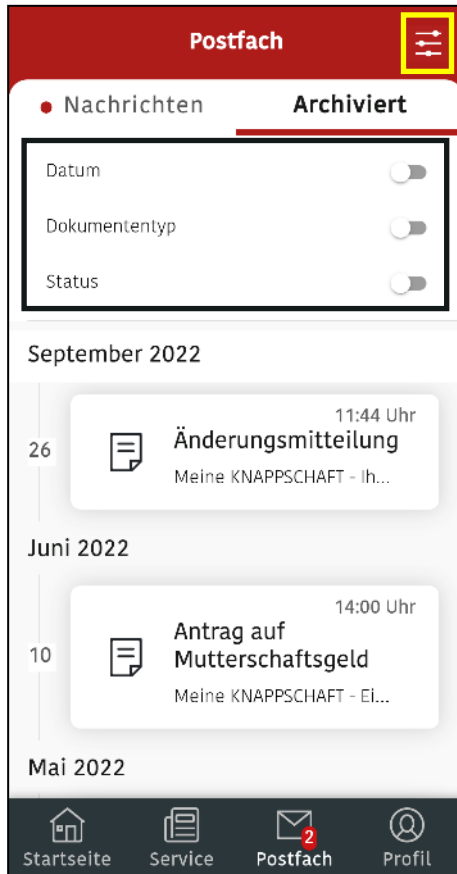 Postfach
Nachrichten Archiviert
Datum
Dokumententyp
Status
September 2022
11:44 Uhr
26
Änderungsmitteilung
Meine KNAPPSCHAFT - Ih...
Juni 2022
14:00 Uhr
10
Antrag auf
Mutterschaftsgeld
Meine KNAPPSCHAFT - Ei...
Mai 2022
2
Startseite Service Postfach Profil